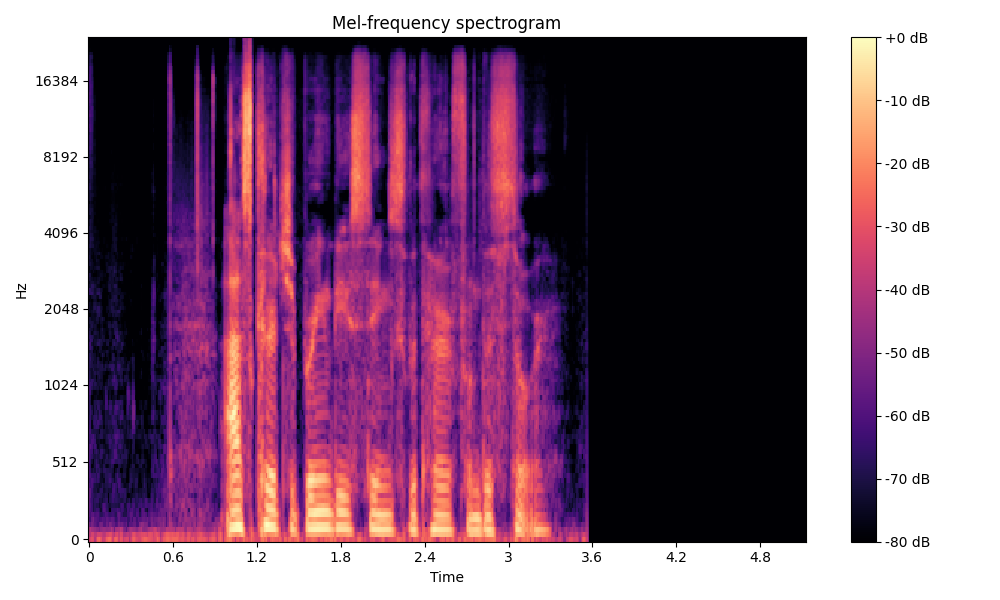 Mel-frequency spectrogram
+0 dB
16384
-10 dB
-20 dB
8192
-30 dB
4096
Hz
-40 dB
2048
-50 dB
1024
-60 dB
512
-70 dB
0
-80 dB
0 0.6 1.2 1.8 2.4 3 3.6 4.2 4.8
Time